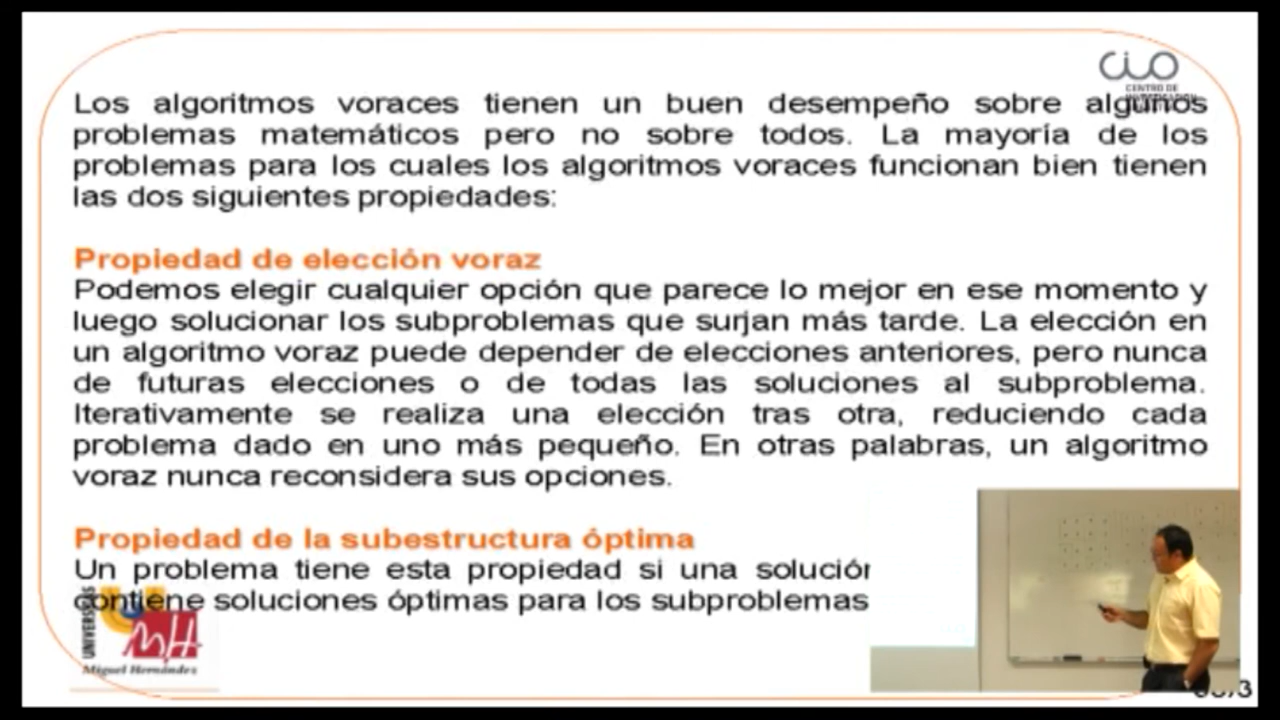 CIO
CENTRO DE
Los algoritmos voraces tienen un buen desempeño sobre algunos
problemas matemáticos pero no sobre todos. La mayoría de los
problemas para los cuales los algoritmos voraces funcionan bien tienen
las dos siguientes propiedades:
Propiedad de elección voraz
Podemos elegir cualquier opción que parece lo mejor en ese momento y
luego solucionar los subproblemas que surjan más tarde. La elección en
un algoritmo voraz puede depender de elecciones anteriores, pero nunca
de futuras elecciones o de todas las soluciones al subproblema.
Iterativamente se realiza una elección tras otra, reduciendo cada
problema dado en uno más pequeño. En otras palabras, un algoritmo
voraz nunca reconsidera sus opciones.
Propiedad de la subestructura óptima
Un problema tiene esta propiedad si una
contiene soluciones óptimas para los subproblemas
UMH
Miguel Hernández